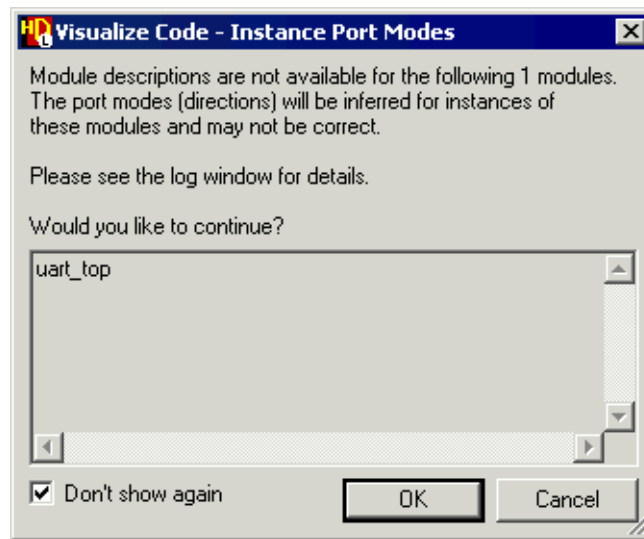 HD L Visualize Code - Instance Port Modes
Module descriptions are not available for the following 1 modules.
The port modes (directions) will be inferred for instances of
these modules and may not be correct.
Please see the log window for details.
Would you like to continue?
uart_top
Don't show again
OK
Cancel